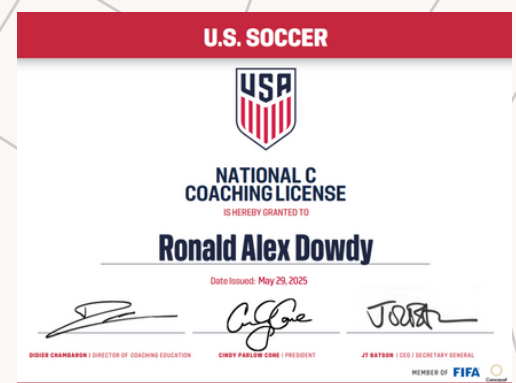 U.S. SOCCER
USA
NATIONAL C
COACHING LICENSE
IS HEREBY GRANTED TO
Ronald Alex Dowdy
Date Issued: May 29, 2025
DIDIER CHAMBARON | DIRECTOR OF COACHING EDUCATION
CINDY PARLOW CONE | PRESIDENT
JT BATSON | CEO / SECRETARY GENERAL
MEMBER OF FIFA Concacaf